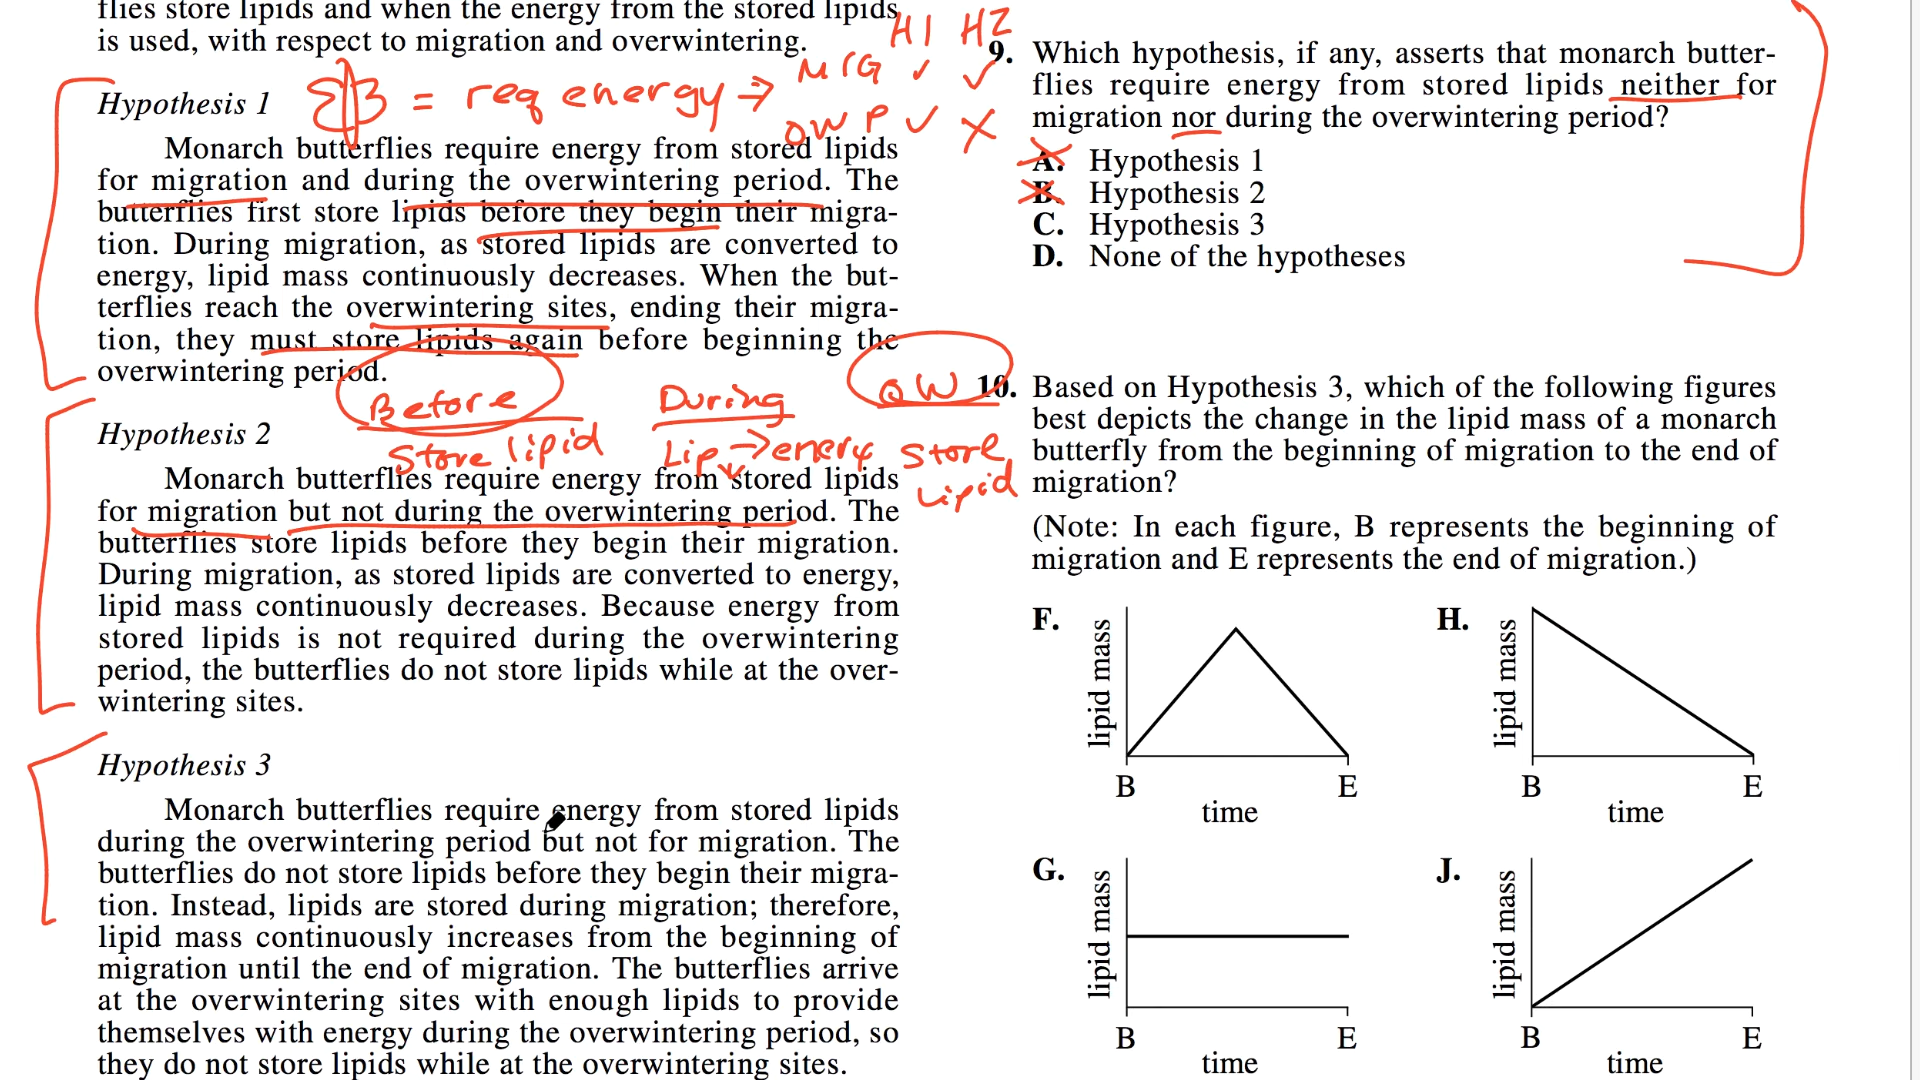 flies store lipids and when the energy from the stored lipids
is used, with respect to migration and overwintering.
H1 H2
MIG ✓ ✓
OWP ✓ X
= req energy →
Hypothesis 1
Monarch butterflies require energy from stored lipids
for migration and during the overwintering period. The
butterflies first store lipids before they begin their migra-
tion. During migration, as stored lipids are converted to
energy, lipid mass continuously decreases. When the but-
terflies reach the overwintering sites, ending their migra-
tion, they must store lipids again before beginning the
overwintering period.
Before During OW
Store lipid Lip → energy Store
Lipid
Hypothesis 2
Monarch butterflies require energy from stored lipids
for migration but not during the overwintering period. The
butterflies store lipids before they begin their migration.
During migration, as stored lipids are converted to energy,
lipid mass continuously decreases. Because energy from
stored lipids is not required during the overwintering
period, the butterflies do not store lipids while at the over-
wintering sites.
Hypothesis 3
Monarch butterflies require energy from stored lipids
during the overwintering period but not for migration. The
butterflies do not store lipids before they begin their migra-
tion. Instead, lipids are stored during migration; therefore,
lipid mass continuously increases from the beginning of
migration until the end of migration. The butterflies arrive
at the overwintering sites with enough lipids to provide
themselves with energy during the overwintering period, so
they do not store lipids while at the overwintering sites.
9. Which hypothesis, if any, asserts that monarch butter-
flies require energy from stored lipids neither for
migration nor during the overwintering period?
A. Hypothesis 1
B. Hypothesis 2
C. Hypothesis 3
D. None of the hypotheses
10. Based on Hypothesis 3, which of the following figures
best depicts the change in the lipid mass of a monarch
butterfly from the beginning of migration to the end of
migration?
(Note: In each figure, B represents the beginning of
migration and E represents the end of migration.)
F.
lipid mass
B E
time
H.
lipid mass
B E
time
G.
lipid mass
B E
time
J.
lipid mass
B E
time